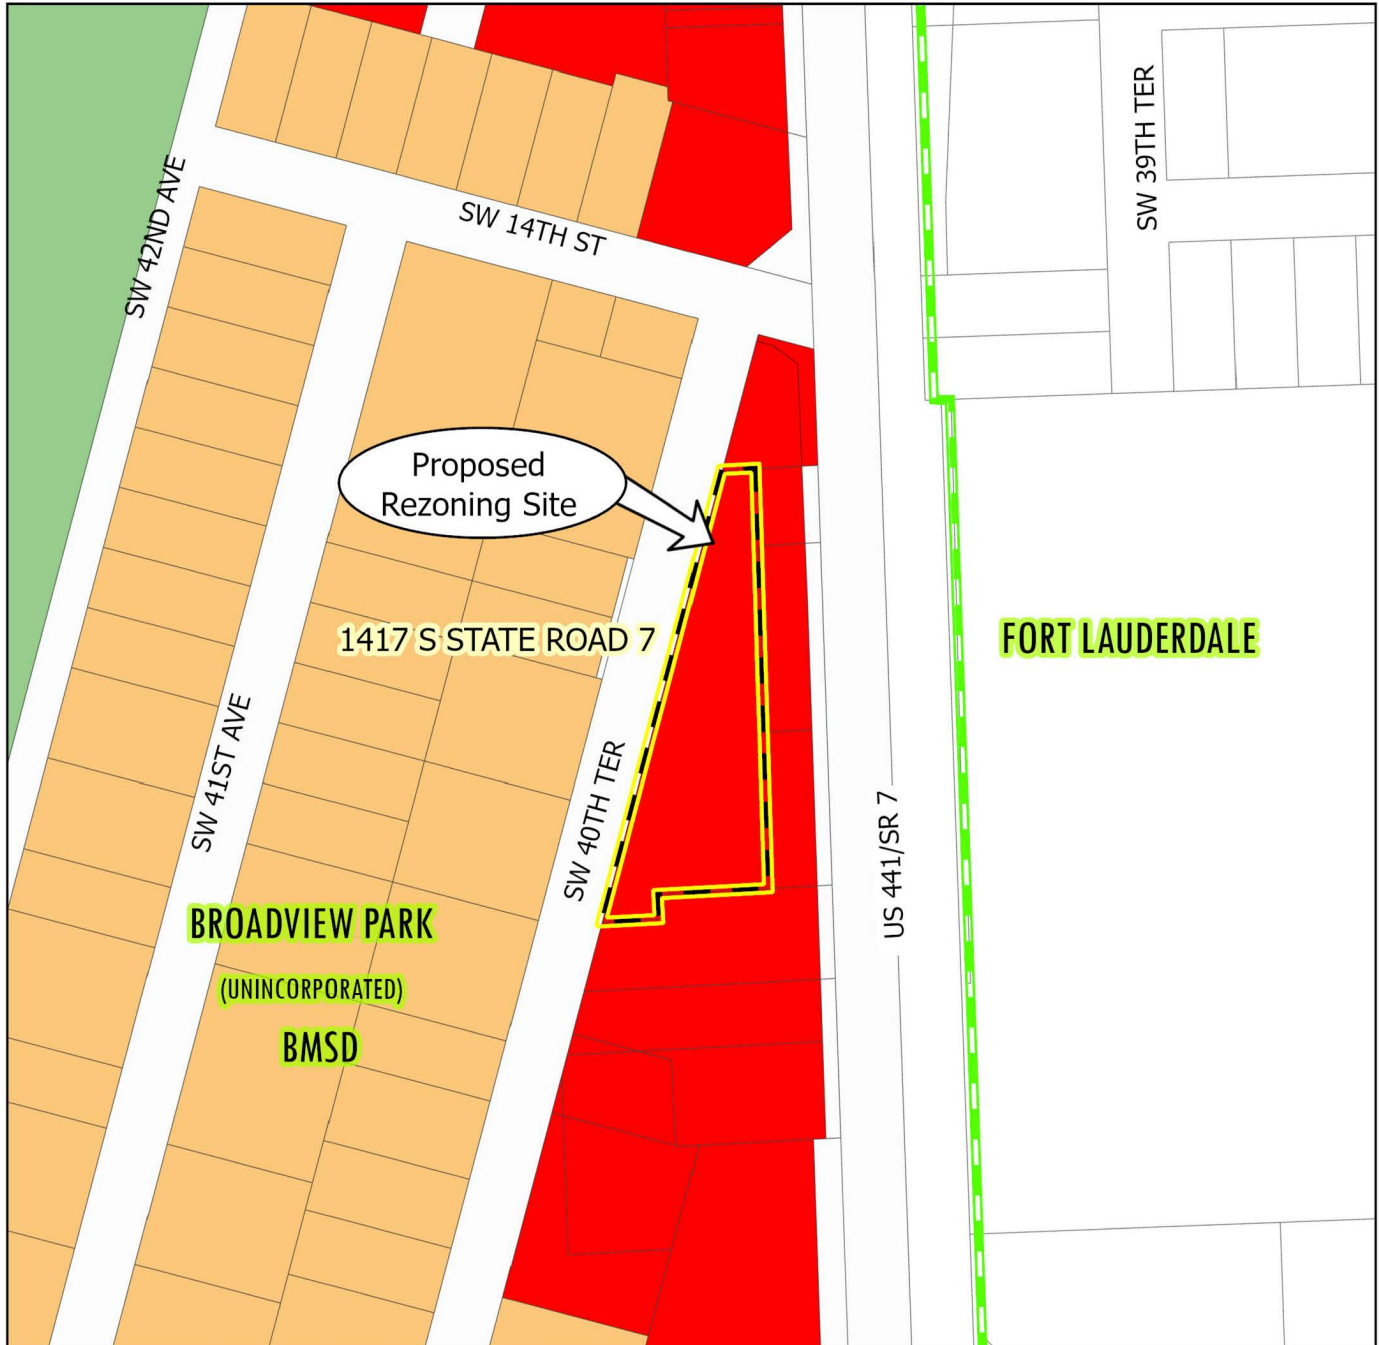 SW 39TH TER
SW 42ND AVE
SW 14TH ST
Proposed
Rezoning Site
1417 S STATE ROAD 7
FORT LAUDERDALE
SW 41ST AVE
SW 40TH TER
US 441/SR 7
BROADVIEW PARK
(UNINCORPORATED)
BMSD